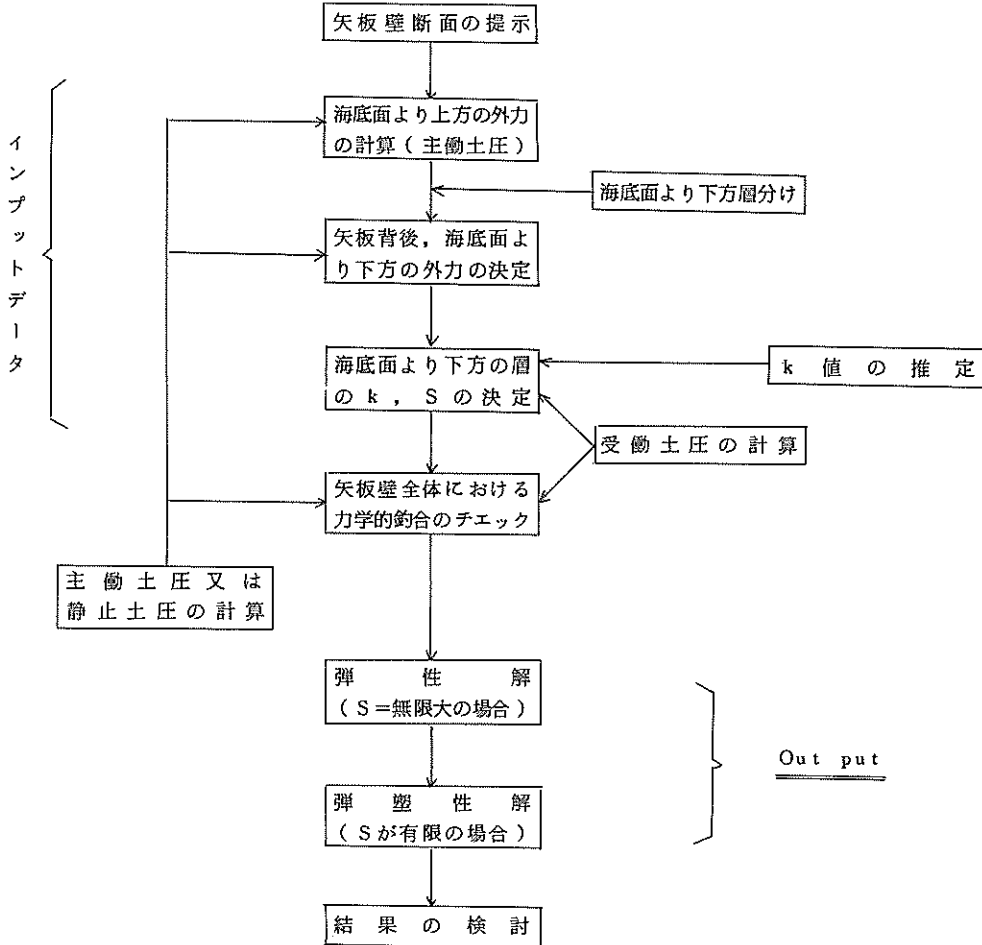 矢板壁断面の提示
インプットデータ
海底面より上方の外力
の計算（主働土圧）
海底面より下方層分け
矢板背後，海底面よ
り下方の外力の決定
海底面より下方の層
のk，Sの決定
k値の推定
受働土圧の計算
矢板壁全体における
力学的釣合のチェック
主働土圧又は
静止土圧の計算
弾性解
（S＝無限大の場合）
Out put
弾塑性解
（Sが有限の場合）
結果の検討